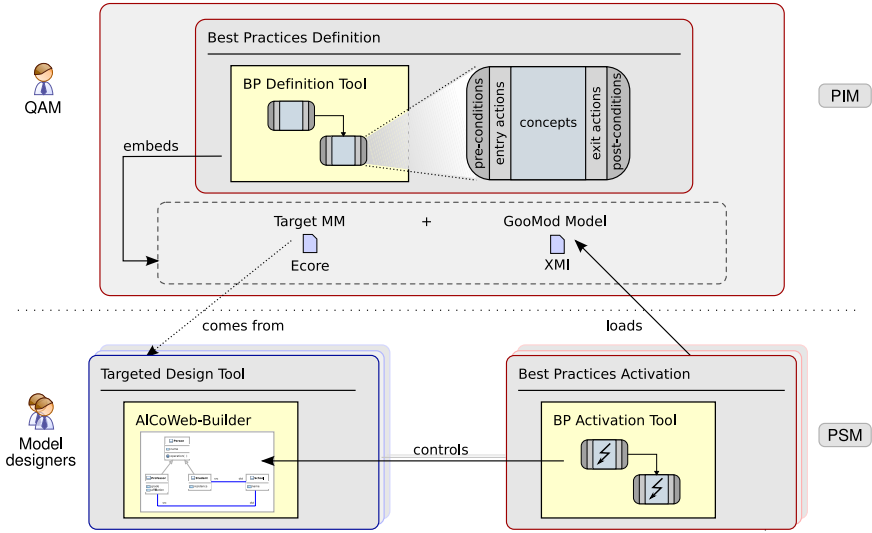 Best Practices Definition
BP Definition Tool
pre-conditions
entry actions
concepts
exit actions
post-conditions
QAM
PIM
embeds
Target MM
+
GooMod Model
Ecore
XMI
comes from
loads
Targeted Design Tool
Best Practices Activation
AlCoWeb-Builder
BP Activation Tool
controls
Model
designers
PSM
Person